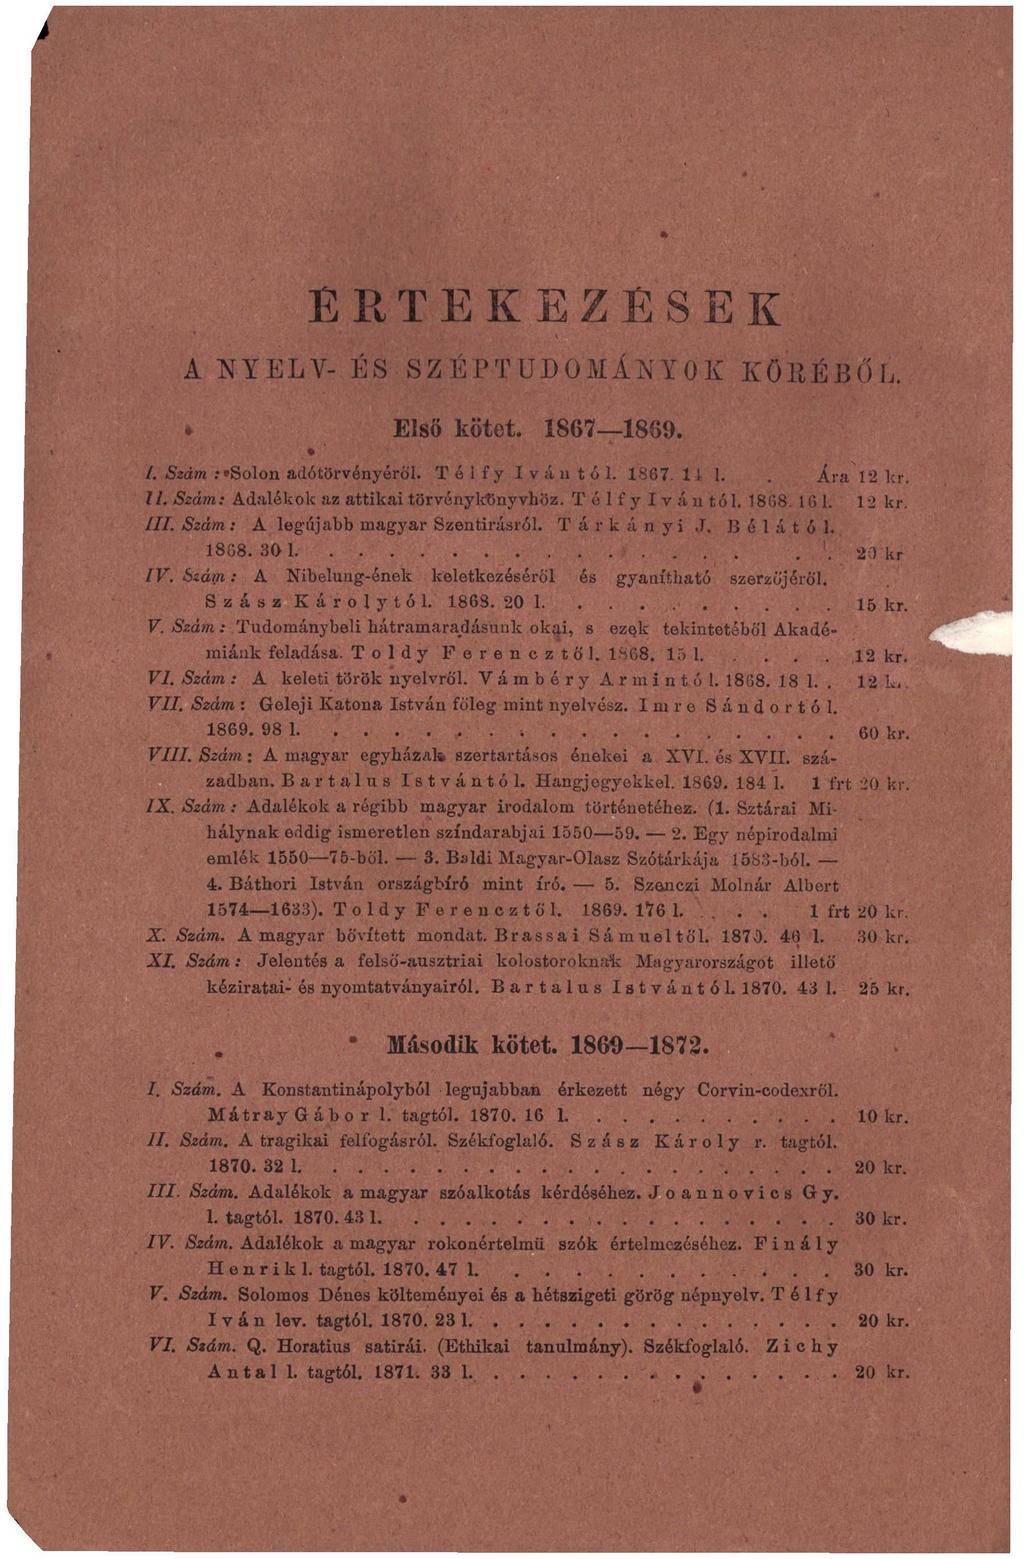 ÉRTEKEZÉSEK
A NYELV- ÉS SZÉPTUDOMÁNYOK KÖRÉBŐL.
Első kötet. 1867—1869.
I. Szám : Solon adótörvényéről. Télfy Ivántól. 1867. 14 l. . Ára 12 kr.
II. Szám: Adalékok az attikai törvénykönyvhöz. Télfy Ivántól. 1868. 16 l. 12 kr.
III. Szám : A legújabb magyar Szentirásról. Tárkányi J. Bélától.
1868. 30 l. . . . . . . . . . . . . . . . . 20 kr
IV. Szám : A Nibelung-ének keletkezéséről és gyanítható szerzőjéről.
Szász Károlytól. 1868. 20 l. . . . . . . . . . . 15 kr.
V. Szám : Tudománybeli hátramaradásunk okai, s ezek tekintetéből Akadé-
miánk feladása. Toldy Ferencztől. 1868. 15 l. . . . . 12 kr.
VI. Szám : A keleti török nyelvről. Vámbéry Armintól. 1868. 18 l. . 12 kr.
VII. Szám : Geleji Katona István főleg mint nyelvész. Imre Sándortól.
1869. 98 l. . . . . . . . . . . . . . . . . . 60 kr.
VIII. Szám : A magyar egyházak szertartásos énekei a XVI. és XVII. szá-
zadban. Bartalus Istvántól. Hangjegyekkel. 1869. 184 l. 1 frt 20 kr.
IX. Szám : Adalékok a régibb magyar irodalom történetéhez. (1. Sztárai Mi-
hálynak eddig ismeretlen színdarabjai 1550—59. — 2. Egy népirodalmi
emlék 1550—75-ből. — 3. Baldi Magyar-Olasz Szótárkája 1583-ból. —
4. Báthori István országbíró mint író. — 5. Szenczi Molnár Albert
1574—1633). Toldy Ferencztől. 1869. 176 l. . . . 1 frt 20 kr.
X. Szám. A magyar bővített mondat. Brassai Sámueltől. 1870. 46 l. 30 kr.
XI. Szám : Jelentés a felső-ausztriai kolostoroknak Magyarországot illető
kéziratai- és nyomtatványairól. Bartalus Istvántól. 1870. 43 l. 25 kr.
Második kötet. 1869—1872.
I. Szám. A Konstantinápolyból legujabban érkezett négy Corvin-codexről.
Mátray Gábor l. tagtól. 1870. 16 l. . . . . . . . . . . 10 kr.
II. Szám. A tragikai felfogásról. Székfoglaló. Szász Károly r. tagtól.
1870. 32 l. . . . . . . . . . . . . . . . . . 20 kr.
III. Szám. Adalékok a magyar szóalkotás kérdéséhez. Joannovics Gy.
l. tagtól. 1870. 43 l. . . . . . . . . . . . . . . . 30 kr.
IV. Szám. Adalékok a magyar rokonértelmü szók értelmezéséhez. Finály
Henrik l. tagtól. 1870. 47 l. . . . . . . . . . . . . 30 kr.
V. Szám. Solomos Dénes költeményei és a hétszigeti görög népnyelv. Télfy
Iván lev. tagtól. 1870. 23 l. . . . . . . . . . . . . . 20 kr.
VI. Szám. Q. Horatius satirái. (Ethikai tanulmány). Székfoglaló. Zichy
Antal l. tagtól. 1871. 33 l. . . . . . . . . . . . . . 20 kr.